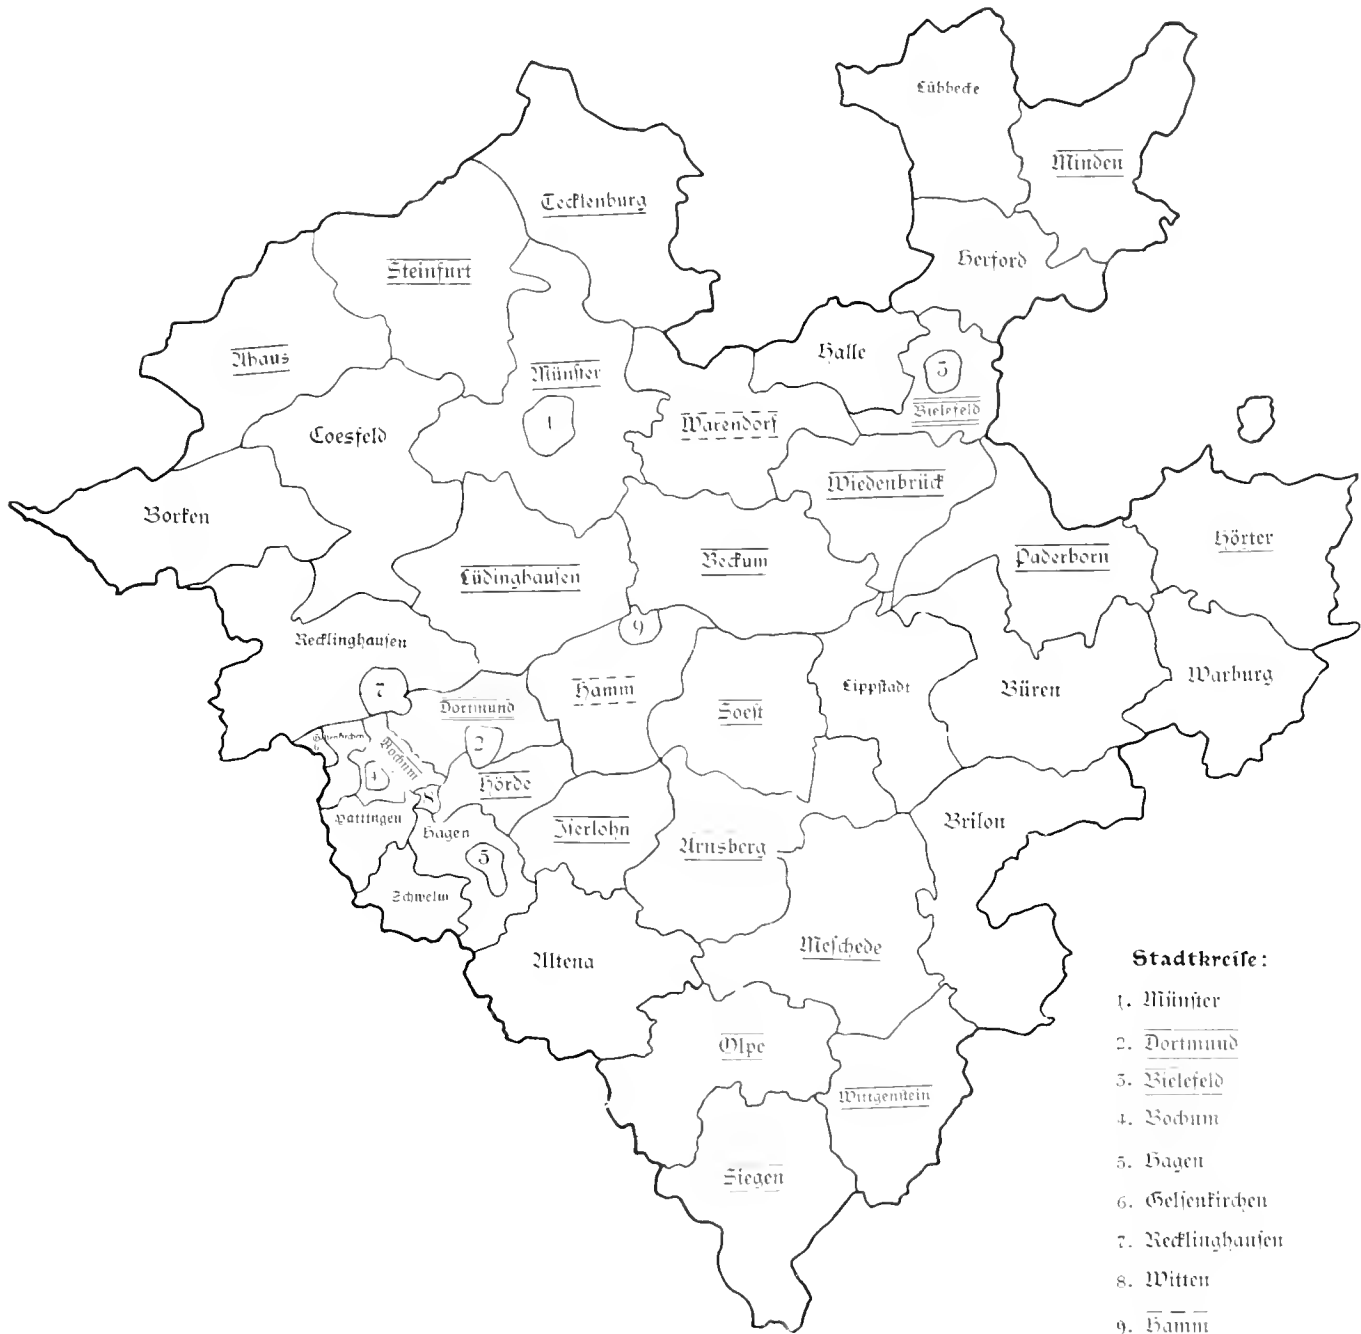 Lübbecke
Minden
Tecklenburg
Herford
Steinfurt
Halle
Ahaus
3
Münster
Bielefeld
1
Warendorf
Coesfeld
Wiedenbrück
Borken
Höxter
Paderborn
Beckum
Lüdinghausen
9
Recklinghausen
Warburg
Lippstadt
Büren
Hamm
7
Dortmund
Soest
Gelsenkirchen
6
2
Bochum
4
Hörde
8
Hattingen
Hagen
Iserlohn
Brilon
Arnsberg
5
Schwelm
Meschede
Altena
Olpe
Wittgenstein
Siegen
Stadtkreise:
1. Münster
2. Dortmund
3. Bielefeld
4. Bochum
5. Hagen
6. Gelsenkirchen
7. Recklinghausen
8. Witten
9. Hamm